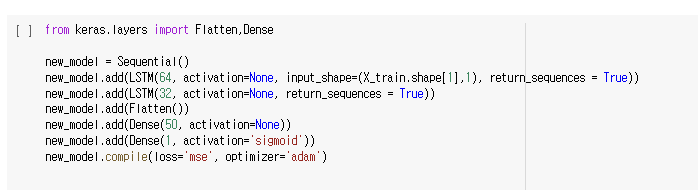 [ ] from keras.layers import Flatten,Dense
new_model = Sequential()
new_model.add(LSTM(64, activation=None, input_shape=(X_train.shape[1],1), return_sequences = True))
new_model.add(LSTM(32, activation=None, return_sequences = True))
new_model.add(Flatten())
new_model.add(Dense(50, activation=None))
new_model.add(Dense(1, activation='sigmoid'))
new_model.compile(loss='mse', optimizer='adam')